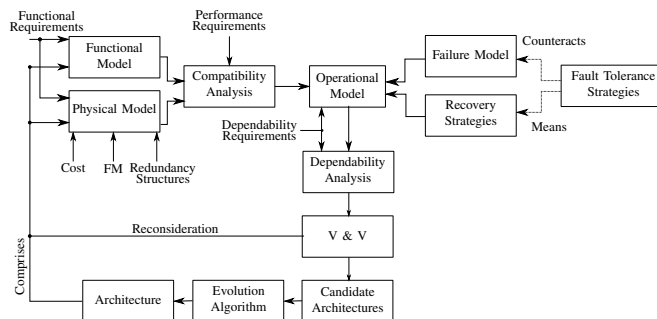 Functional
Requirements
Performance
Requirements
Functional
Model
Compatibility
Analysis
Operational
Model
Failure Model
Counteracts
Fault Tolerance
Strategies
Physical Model
Recovery
Strategies
Means
Dependability
Requirements
Cost
FM
Redundancy
Structures
Dependability
Analysis
Reconsideration
V & V
Comprises
Architecture
Evolution
Algorithm
Candidate
Architectures